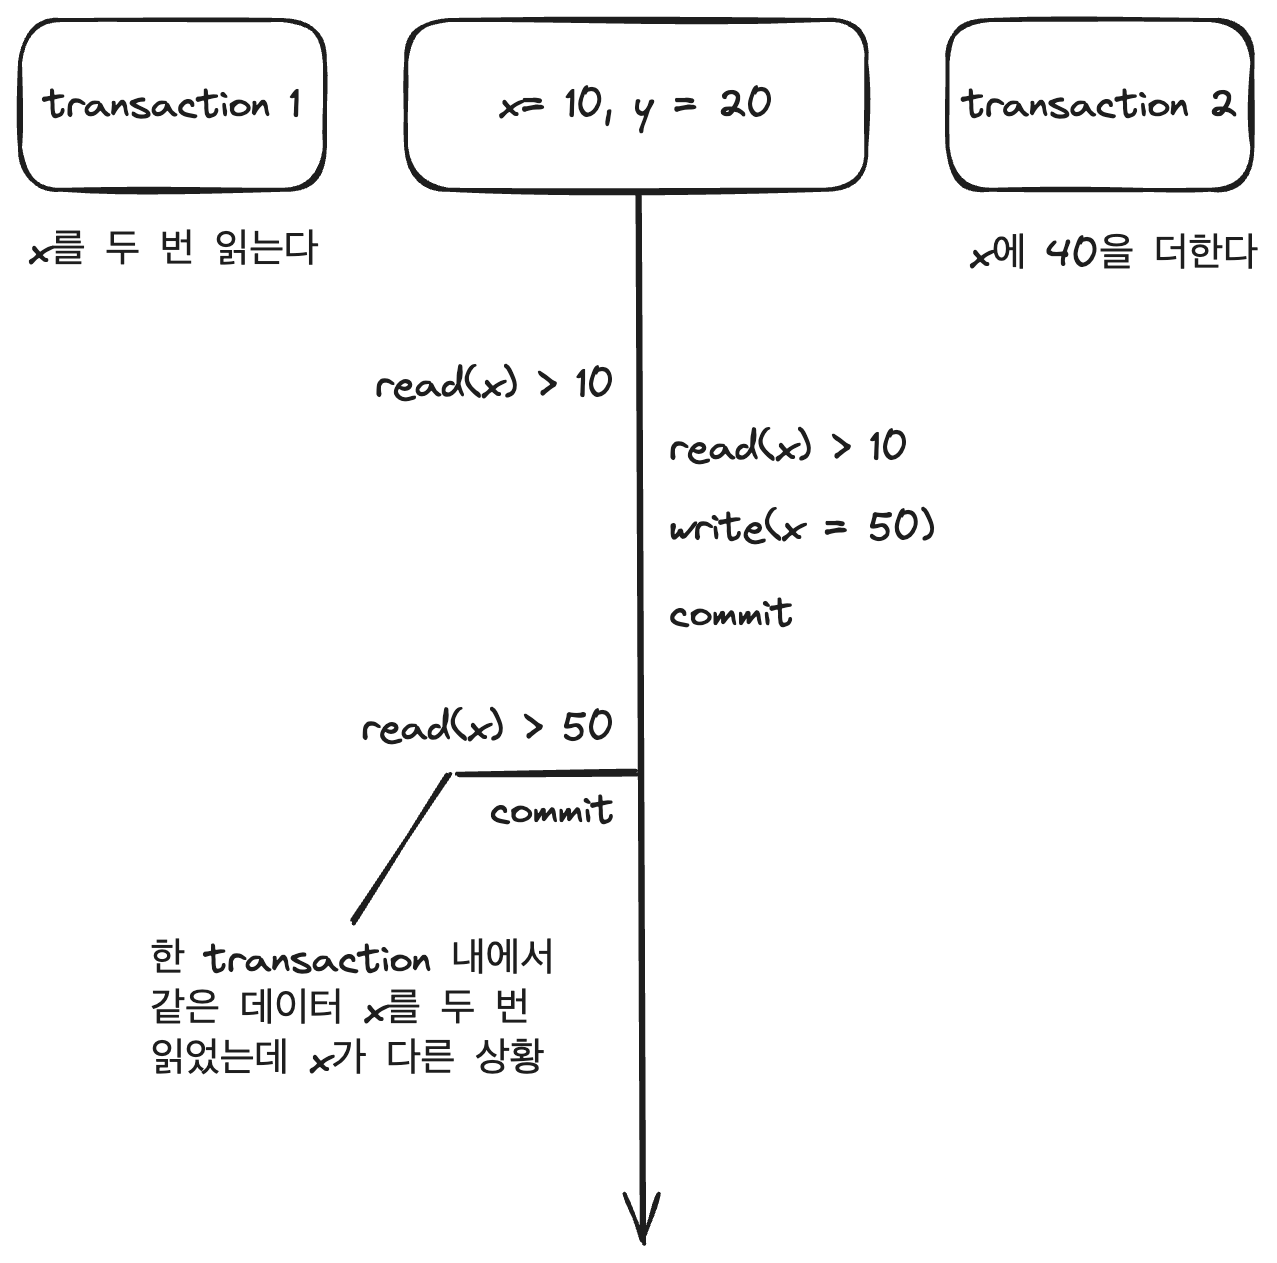 transaction 1
x= 10, y = 20
transaction 2
x를 두 번 읽는다
x에 40을 더한다
read(x) > 10
read(x) > 10
write(x = 50)
commit
read(x) > 50
commit
한 transaction 내에서
같은 데이터 x를 두 번
읽었는데 x가 다른 상황